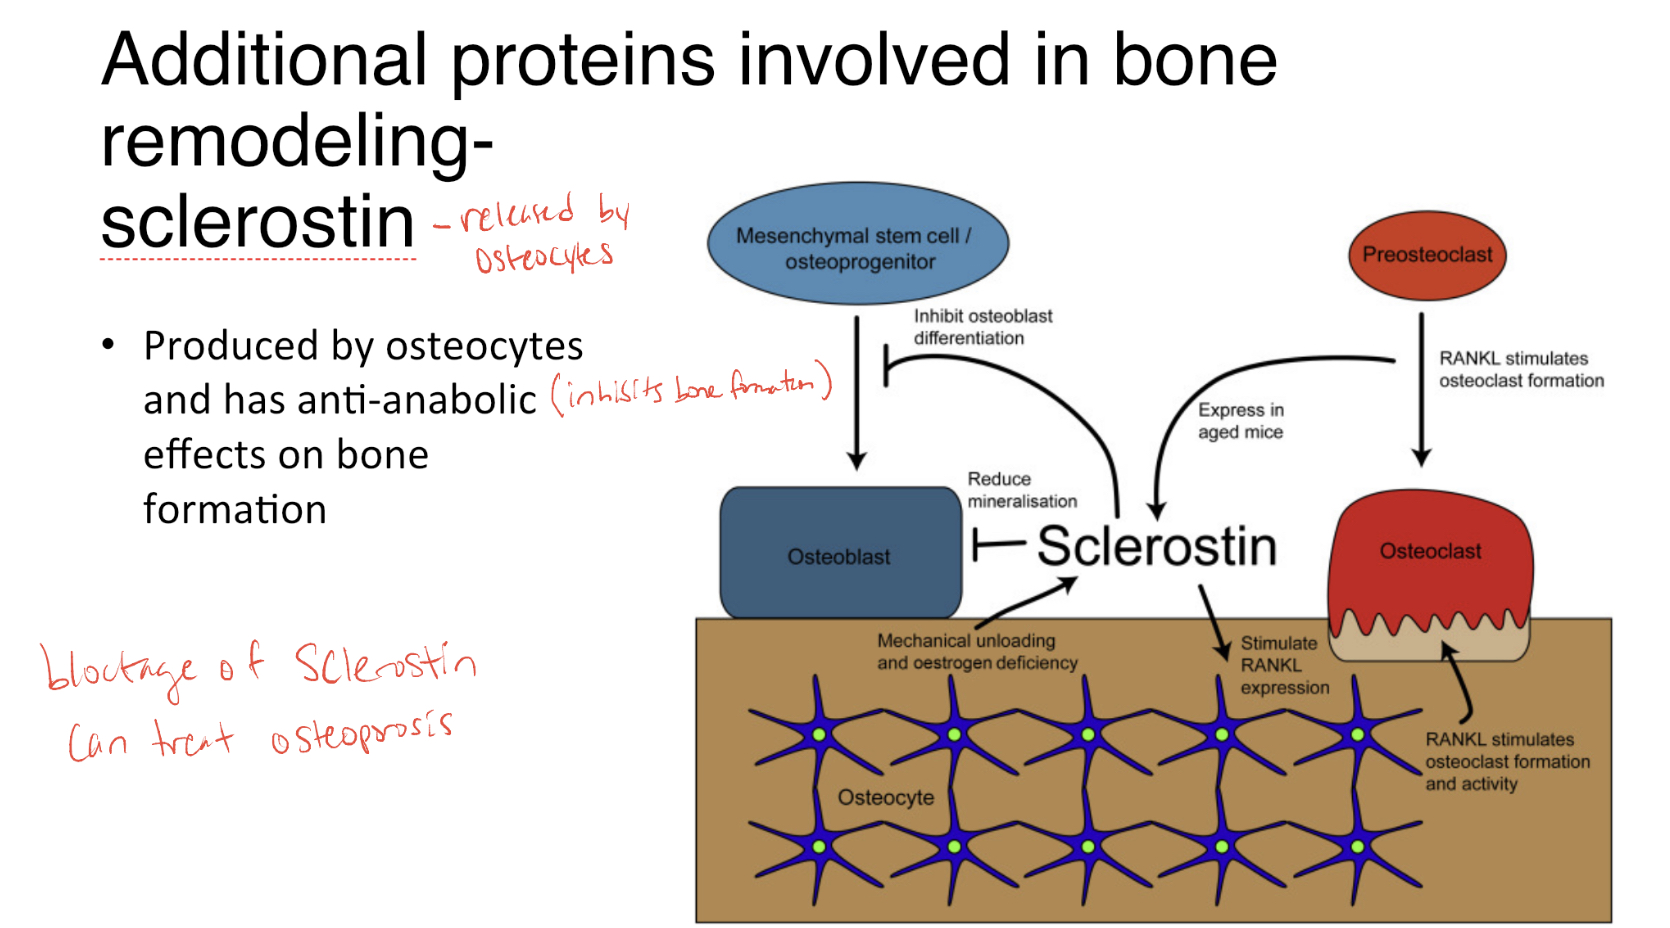 Additional proteins involved in bone
remodeling-
sclerostin - released by
osteocytes
• Produced by osteocytes
and has anti-anabolic (inhibits bone formation)
effects on bone
formation
blockage of Sclerostin
Can treat osteoprosis
Mesenchymal stem cell /
osteoprogenitor
Preosteoclast
Inhibit osteoblast
differentiation
RANKL stimulates
osteoclast formation
Express in
aged mice
Reduce
mineralisation
Osteoblast
Sclerostin
Osteoclast
Mechanical unloading
and oestrogen deficiency
Stimulate
RANKL
expression
RANKL stimulates
osteoclast formation
and activity
Osteocyte